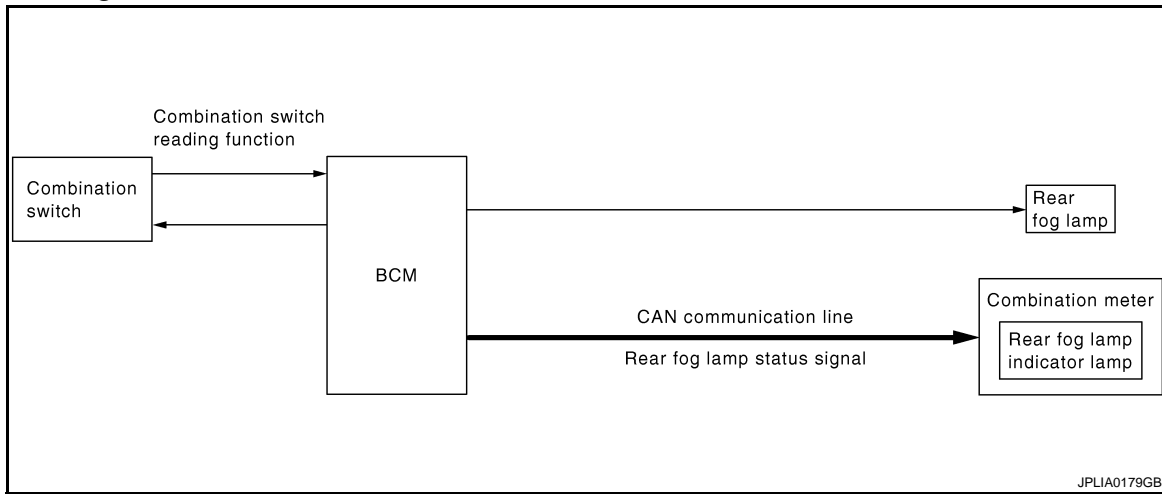 Combination switch
reading function
Combination
switch
BCM
Rear
fog lamp
CAN communication line
Rear fog lamp status signal
Combination meter
Rear fog lamp
indicator lamp
JPLIA0179GB